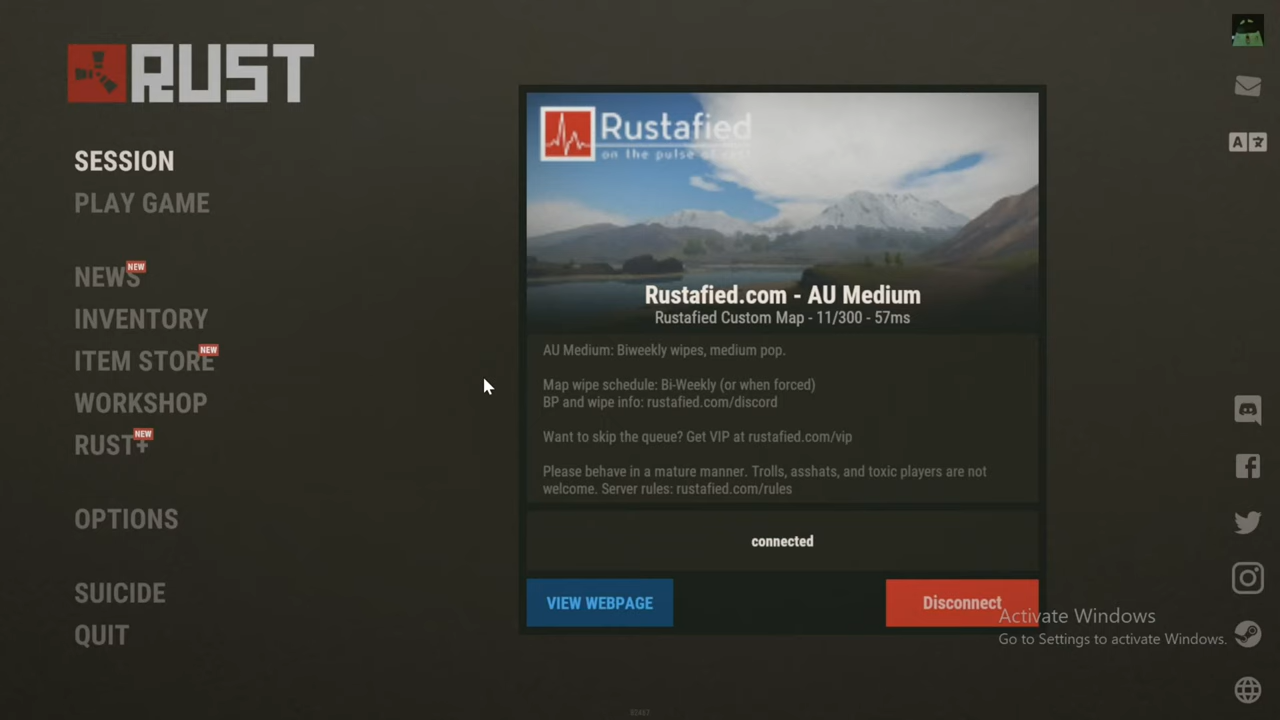 RUST
SESSION
PLAY GAME
NEWS NEW
INVENTORY
ITEM STORE NEW
WORKSHOP
RUST+ NEW
OPTIONS
SUICIDE
QUIT
Rustafied
on the pulse of
Rustafied.com - AU Medium
Rustafied Custom Map - 11/300 - 57ms
AU Medium: Biweekly wipes, medium pop.
Map wipe schedule: Bi-Weekly (or when forced)
BP and wipe info: rustafied.com/discord
Want to skip the queue? Get VIP at rustafied.com/vip
Please behave in a mature manner. Trolls, asshats, and toxic players are not
welcome. Server rules: rustafied.com/rules
connected
VIEW WEBPAGE
Disconnect
Activate Windows
Go to Settings to activate Windows.
A